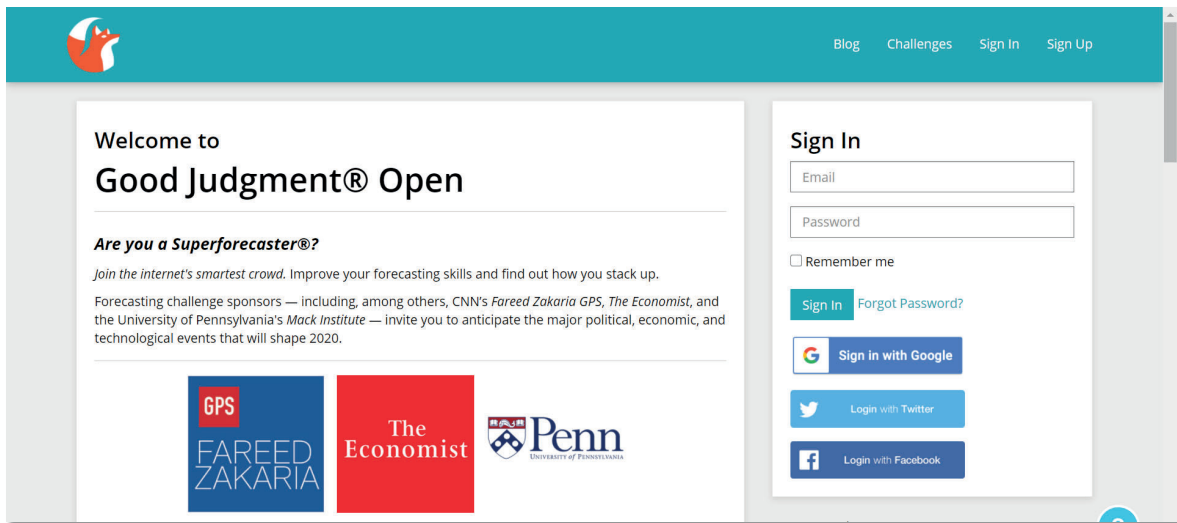 Blog Challenges Sign In Sign Up
Welcome to
Good Judgment® Open
Are you a Superforecaster®?
Join the internet's smartest crowd. Improve your forecasting skills and find out how you stack up.
Forecasting challenge sponsors — including, among others, CNN's Fareed Zakaria GPS, The Economist, and
the University of Pennsylvania's Mack Institute — invite you to anticipate the major political, economic, and
technological events that will shape 2020.
GPS
FAREED
ZAKARIA
The
Economist
Penn
UNIVERSITY of PENNSYLVANIA
Sign In
Email
Password
Remember me
Sign In Forgot Password?
Sign in with Google
Login with Twitter
Login with Facebook